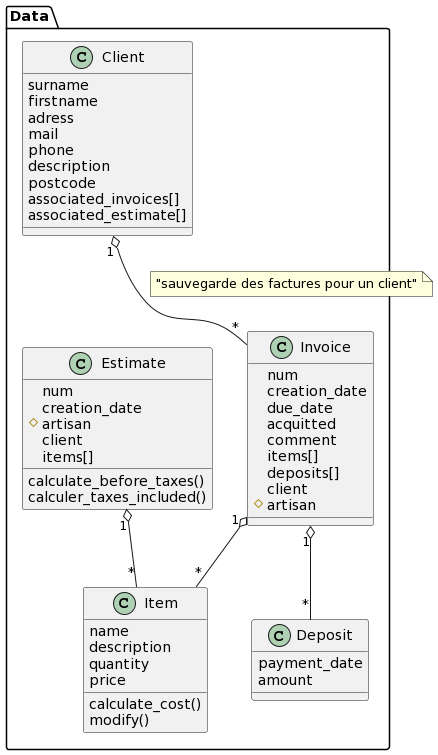 Data
C Client
surname
firstname
adress
mail
phone
description
postcode
associated_invoices[]
associated_estimate[]
1
"sauvegarde des factures pour un client"
*
C Estimate
num
creation_date
artisan
client
items[]
calculate_before_taxes()
calculer_taxes_included()
1
C Invoice
num
creation_date
due_date
acquitted
comment
items[]
deposits[]
client
artisan
1
1
*
*
*
C Item
name
description
quantity
price
calculate_cost()
modify()
C Deposit
payment_date
amount